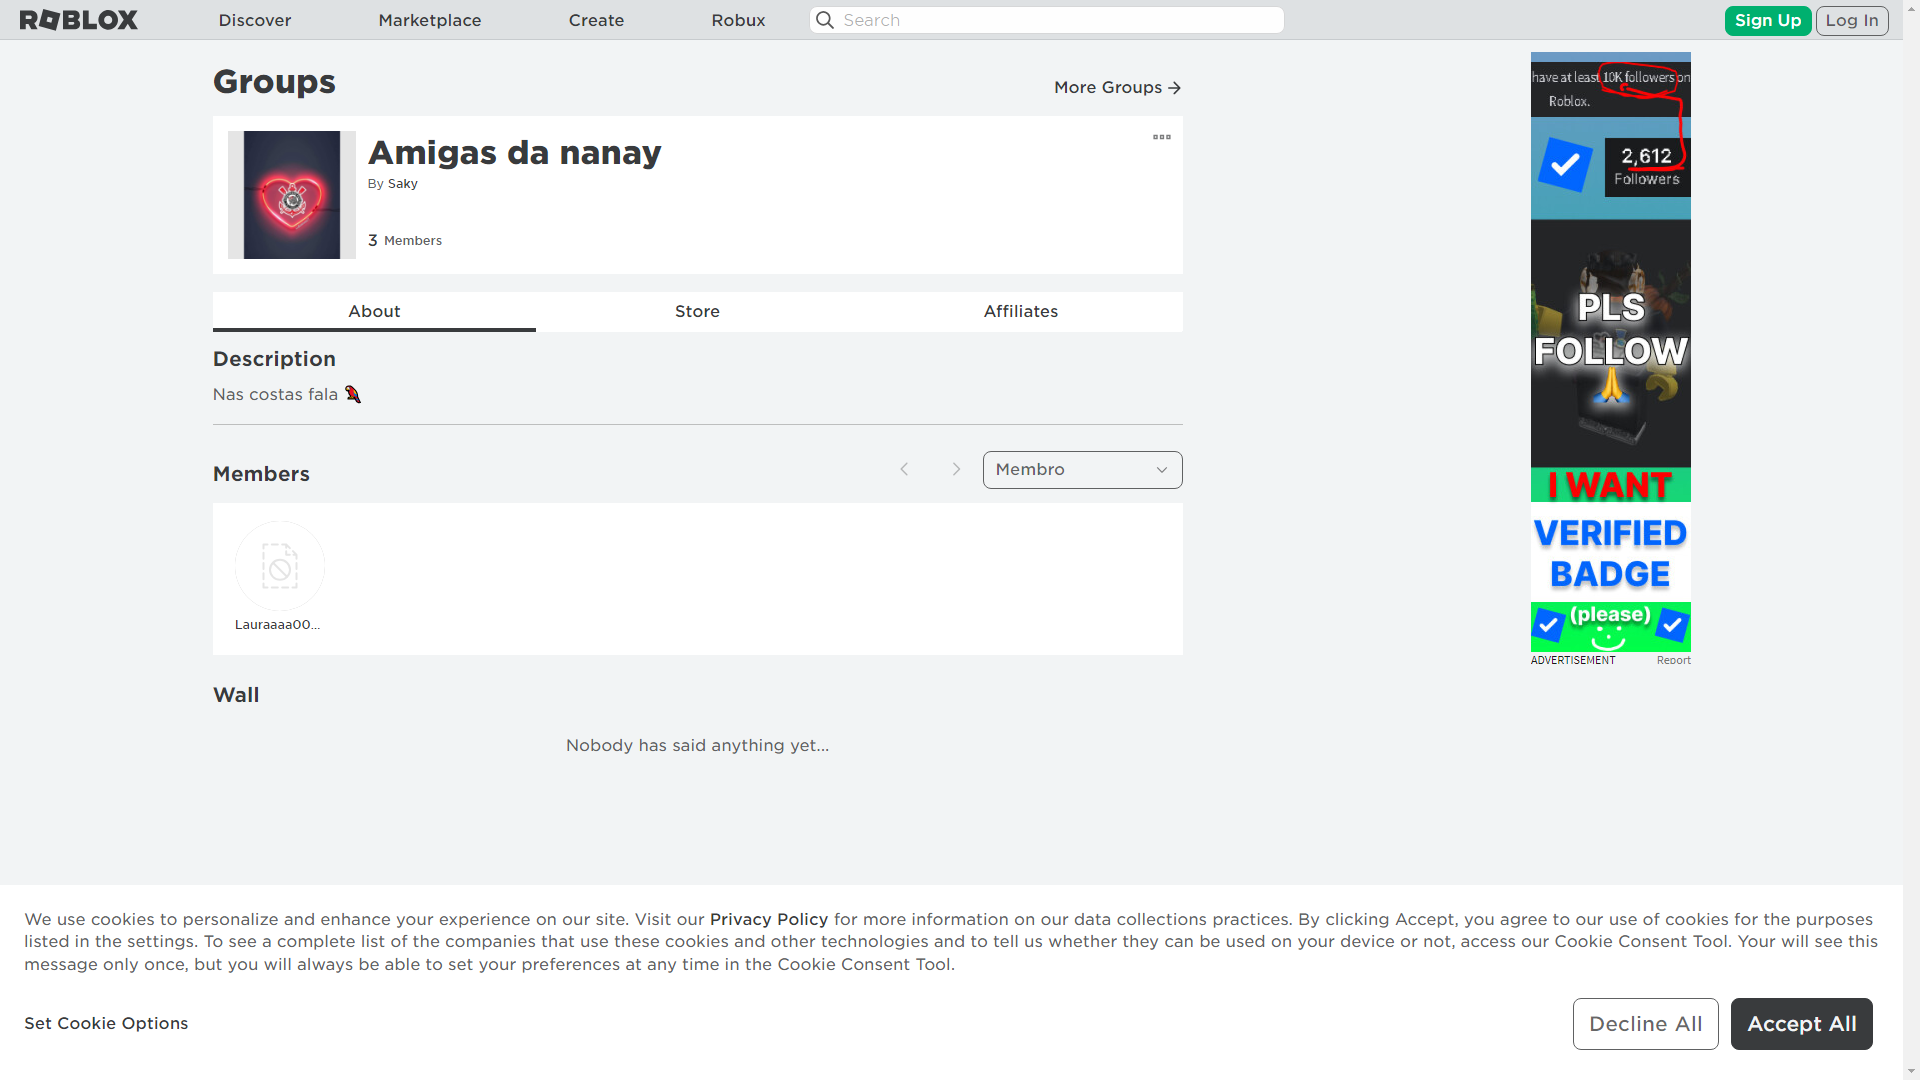 ROBLOX
Discover
Marketplace
Create
Robux
Search
Sign Up
Log In
Groups
More Groups
Amigas da nanay
By Saky
3 Members
About
Store
Affiliates
Description
Nas costas fala
Members
Membro
Lauraaaa00...
Wall
Nobody has said anything yet...
have at least 10K followers on
Roblox.
2,612
Followers
PLS
FOLLOW
I WANT
VERIFIED
BADGE
(please)
ADVERTISEMENT
Report
We use cookies to personalize and enhance your experience on our site. Visit our Privacy Policy for more information on our data collections practices. By clicking Accept, you agree to our use of cookies for the purposes
listed in the settings. To see a complete list of the companies that use these cookies and other technologies and to tell us whether they can be used on your device or not, access our Cookie Consent Tool. Your will see this
message only once, but you will always be able to set your preferences at any time in the Cookie Consent Tool.
Set Cookie Options
Decline All
Accept All